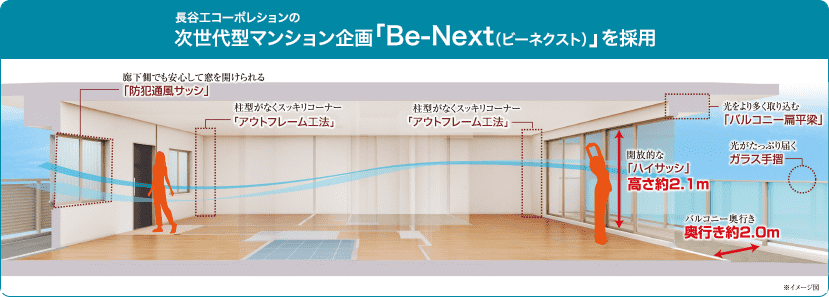 長谷工コーポレションの
次世代型マンション企画「Be-Next（ビーネクスト）」を採用
廊下側でも安心して窓を開けられる
「防犯通風サッシ」
柱型がなくスッキリコーナー
「アウトフレーム工法」
柱型がなくスッキリコーナー
「アウトフレーム工法」
光をより多く取り込む
「バルコニー扁平梁」
開放的な
「ハイサッシ」
高さ約2.1m
光がたっぷり届く
ガラス手摺
バルコニー奥行き
奥行き約2.0m
※イメージ図